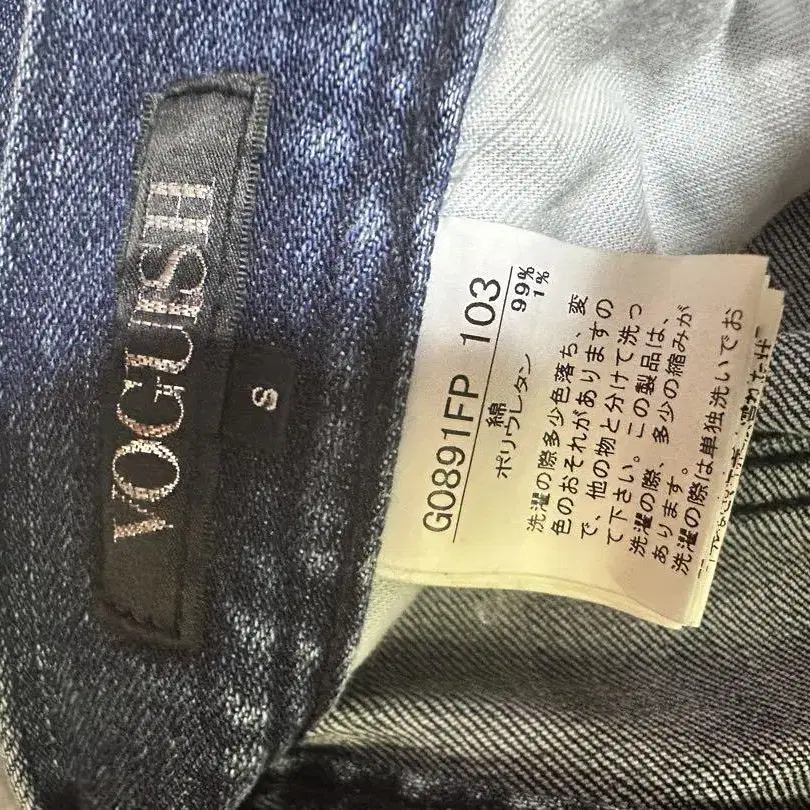 VOGUISH
S
G0891FP 103
綿 99%
ポリウレタン 1%
洗濯の際多少色落ち、変
色のおそれがありますの
で、他の物と分けて洗っ
て下さい。この製品は、
洗濯の際、多少の縮みが
あります。
洗濯の際は単独洗いでお